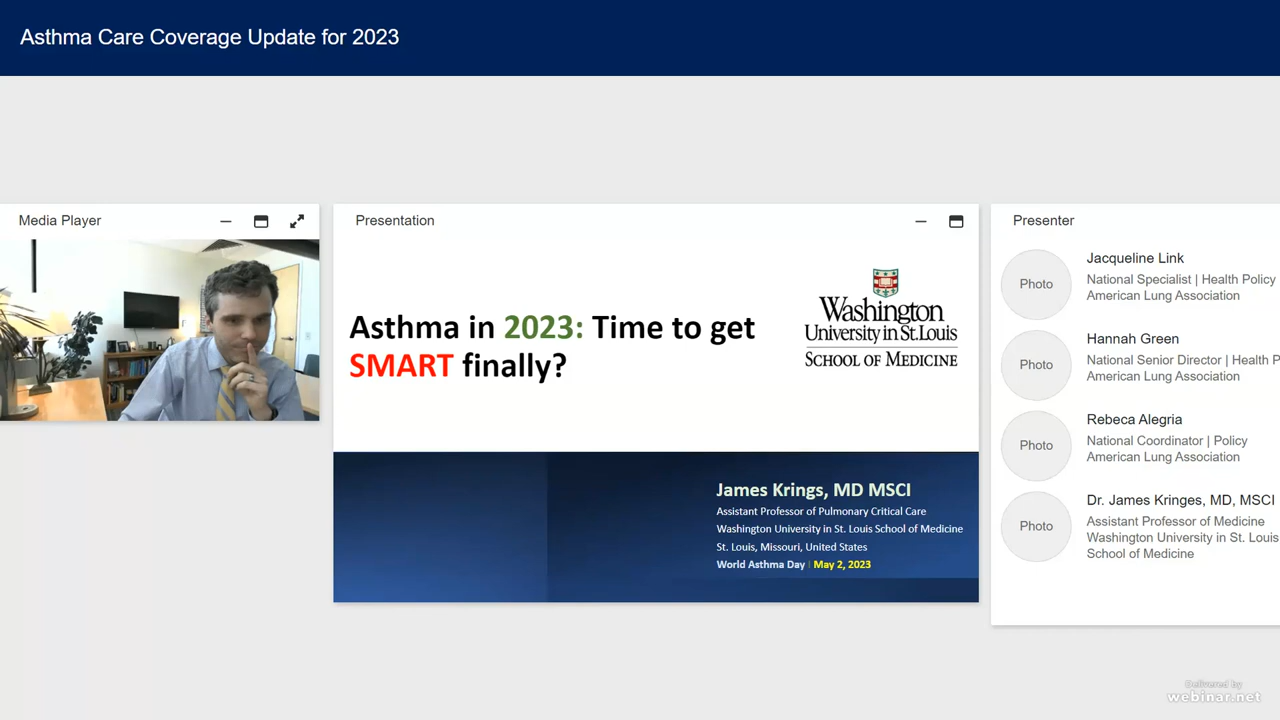 Asthma Care Coverage Update for 2023
Media Player
Presentation
Asthma in 2023: Time to get
SMART finally?
Washington
University in St. Louis
SCHOOL OF MEDICINE
James Krings, MD MSCI
Assistant Professor of Pulmonary Critical Care
Washington University in St. Louis School of Medicine
St. Louis, Missouri, United States
World Asthma Day | May 2, 2023
Presenter
Photo
Jacqueline Link
National Specialist | Health Policy
American Lung Association
Photo
Hannah Green
National Senior Director | Health P
American Lung Association
Photo
Rebeca Alegria
National Coordinator | Policy
American Lung Association
Photo
Dr. James Kringes, MD, MSCI
Assistant Professor of Medicine
Washington University in St. Louis
School of Medicine
Delivered by
webinar.net